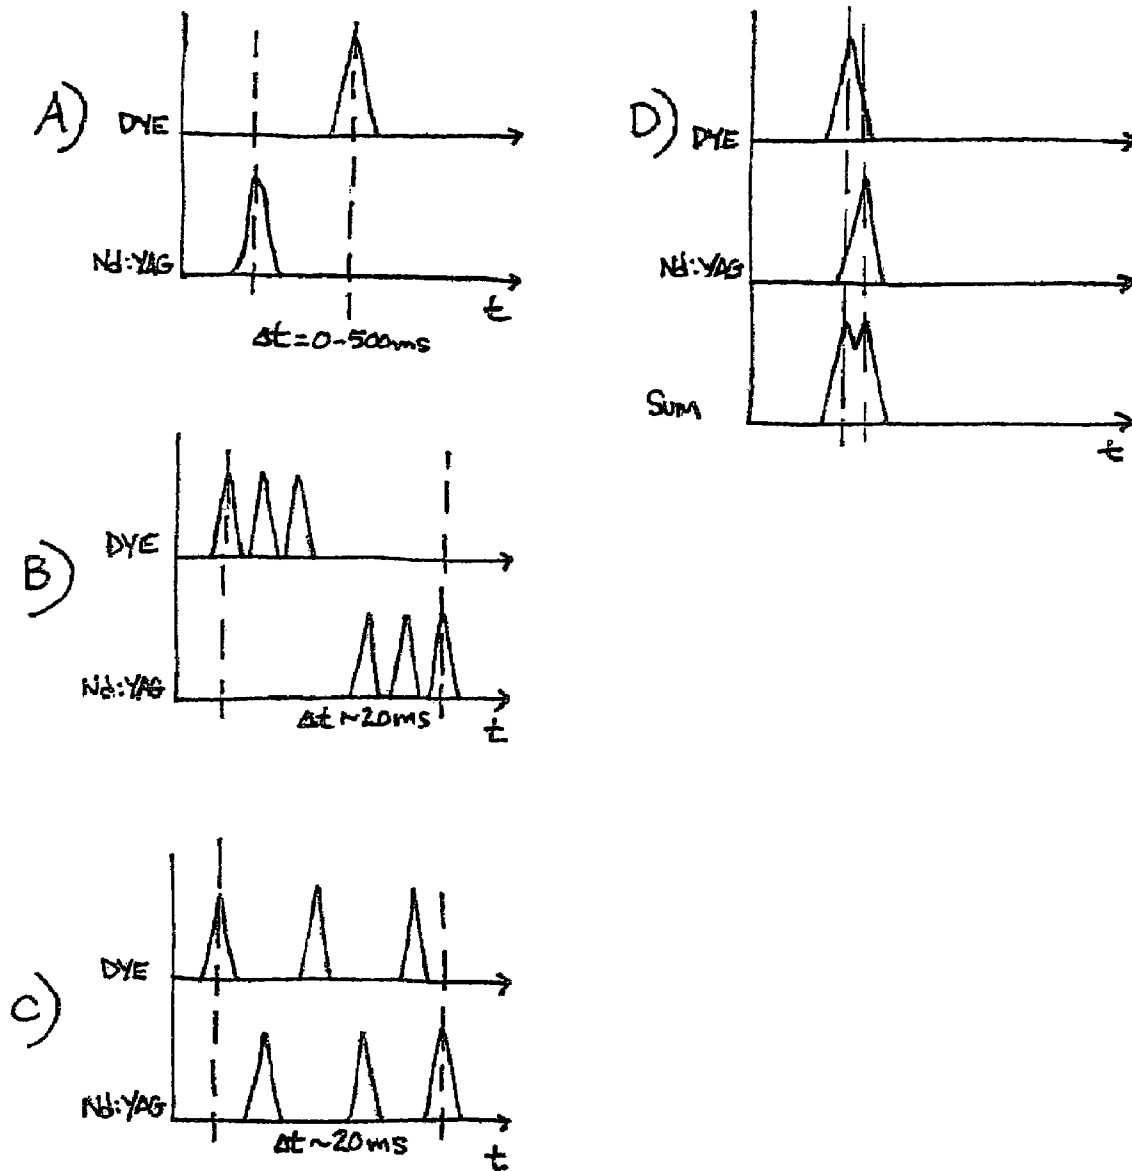 A)
DYE
Nd:YAG
t
Δt=0-500ms
B)
DYE
Nd:YAG
Δt~20ms
t
C)
DYE
Nd:YAG
Δt~20ms
t
D)
DYE
Nd:YAG
SUM
t